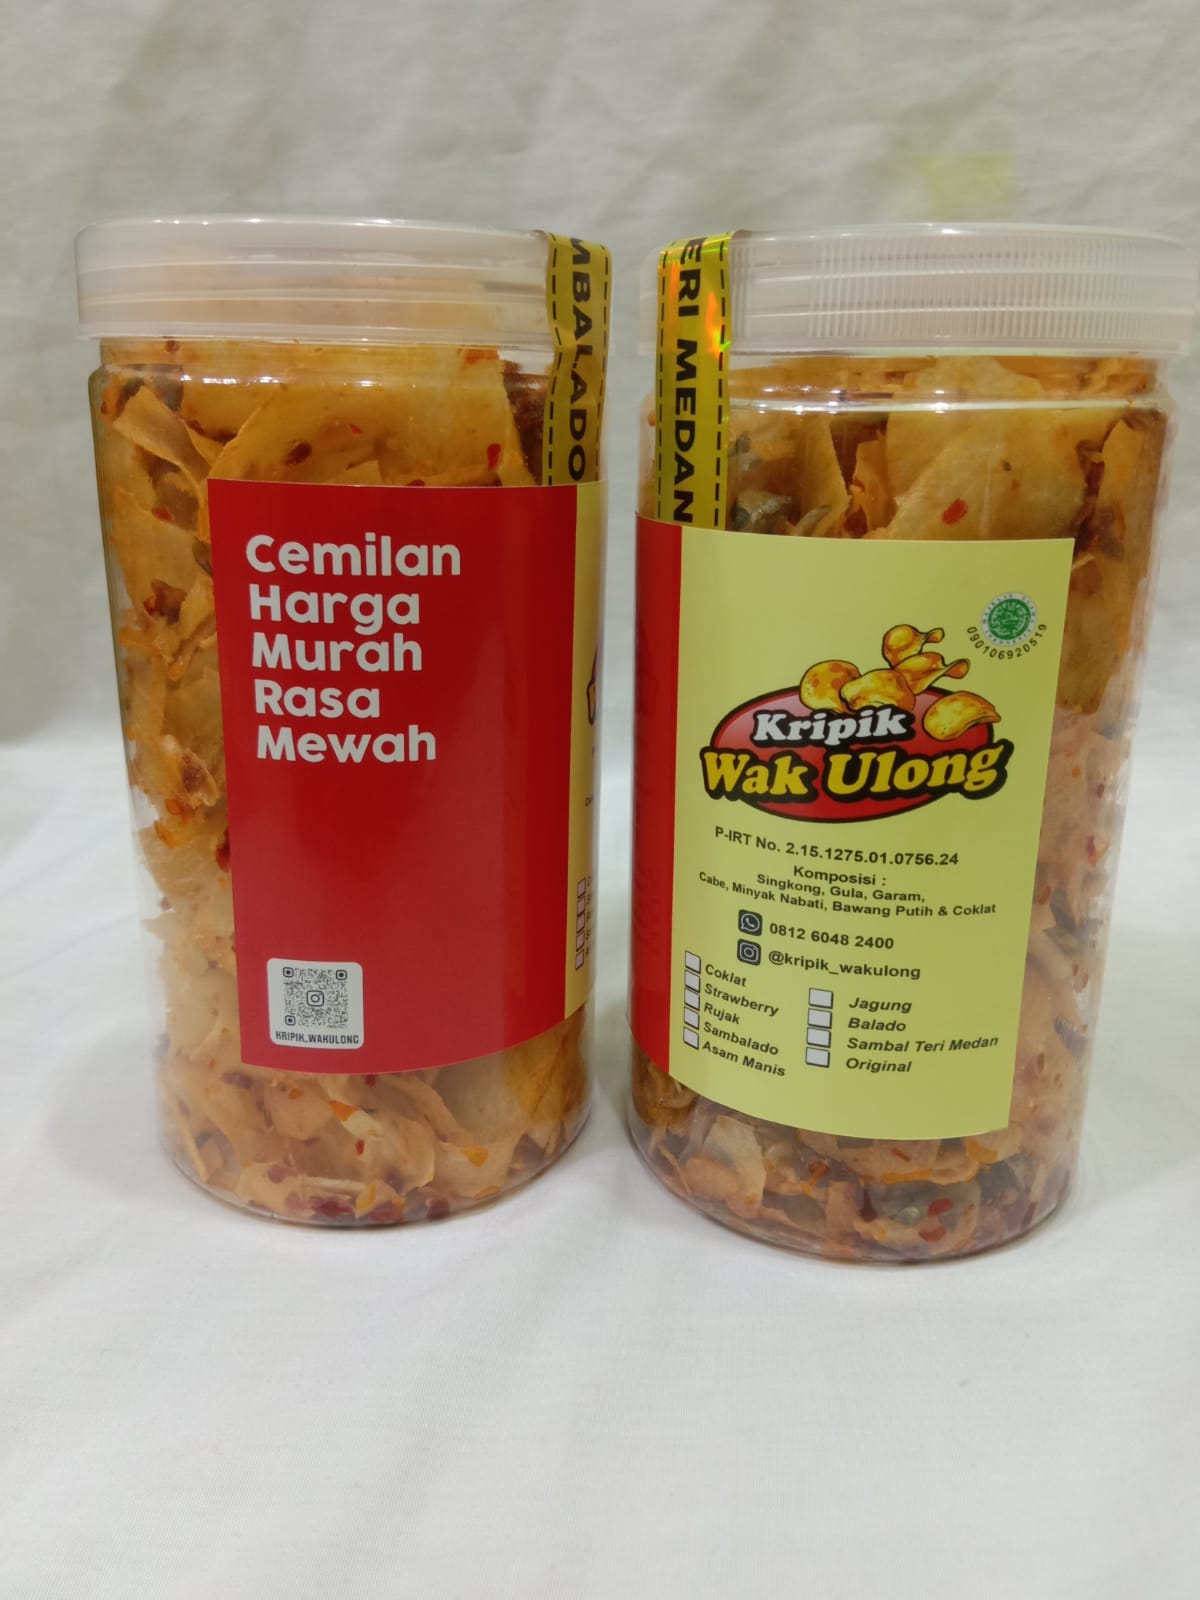 MBALADO
Cemilan
Harga
Murah
Rasa
Mewah
KRIPIK_WAKULONG
ERI MEDAN
090106920519
Kripik
Wak Ulong
P-IRT No. 2.15.1275.01.0756.24
Komposisi :
Singkong, Gula, Garam,
Cabe, Minyak Nabati, Bawang Putih & Coklat
0812 6048 2400
@kripik_wakulong
Coklat
Strawberry
Rujak
Sambalado
Asam Manis
Jagung
Balado
Sambal Teri Medan
Original